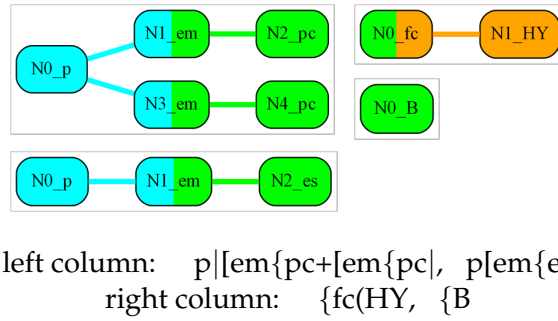 N0_p N1_em N2_pc
N3_em N4_pc
N0_p N1_em N2_es
N0_fc N1_HY
N0_B
left column: p|[em{pc+[em{pc|, p[em{e
right column: {fc(HY, {B